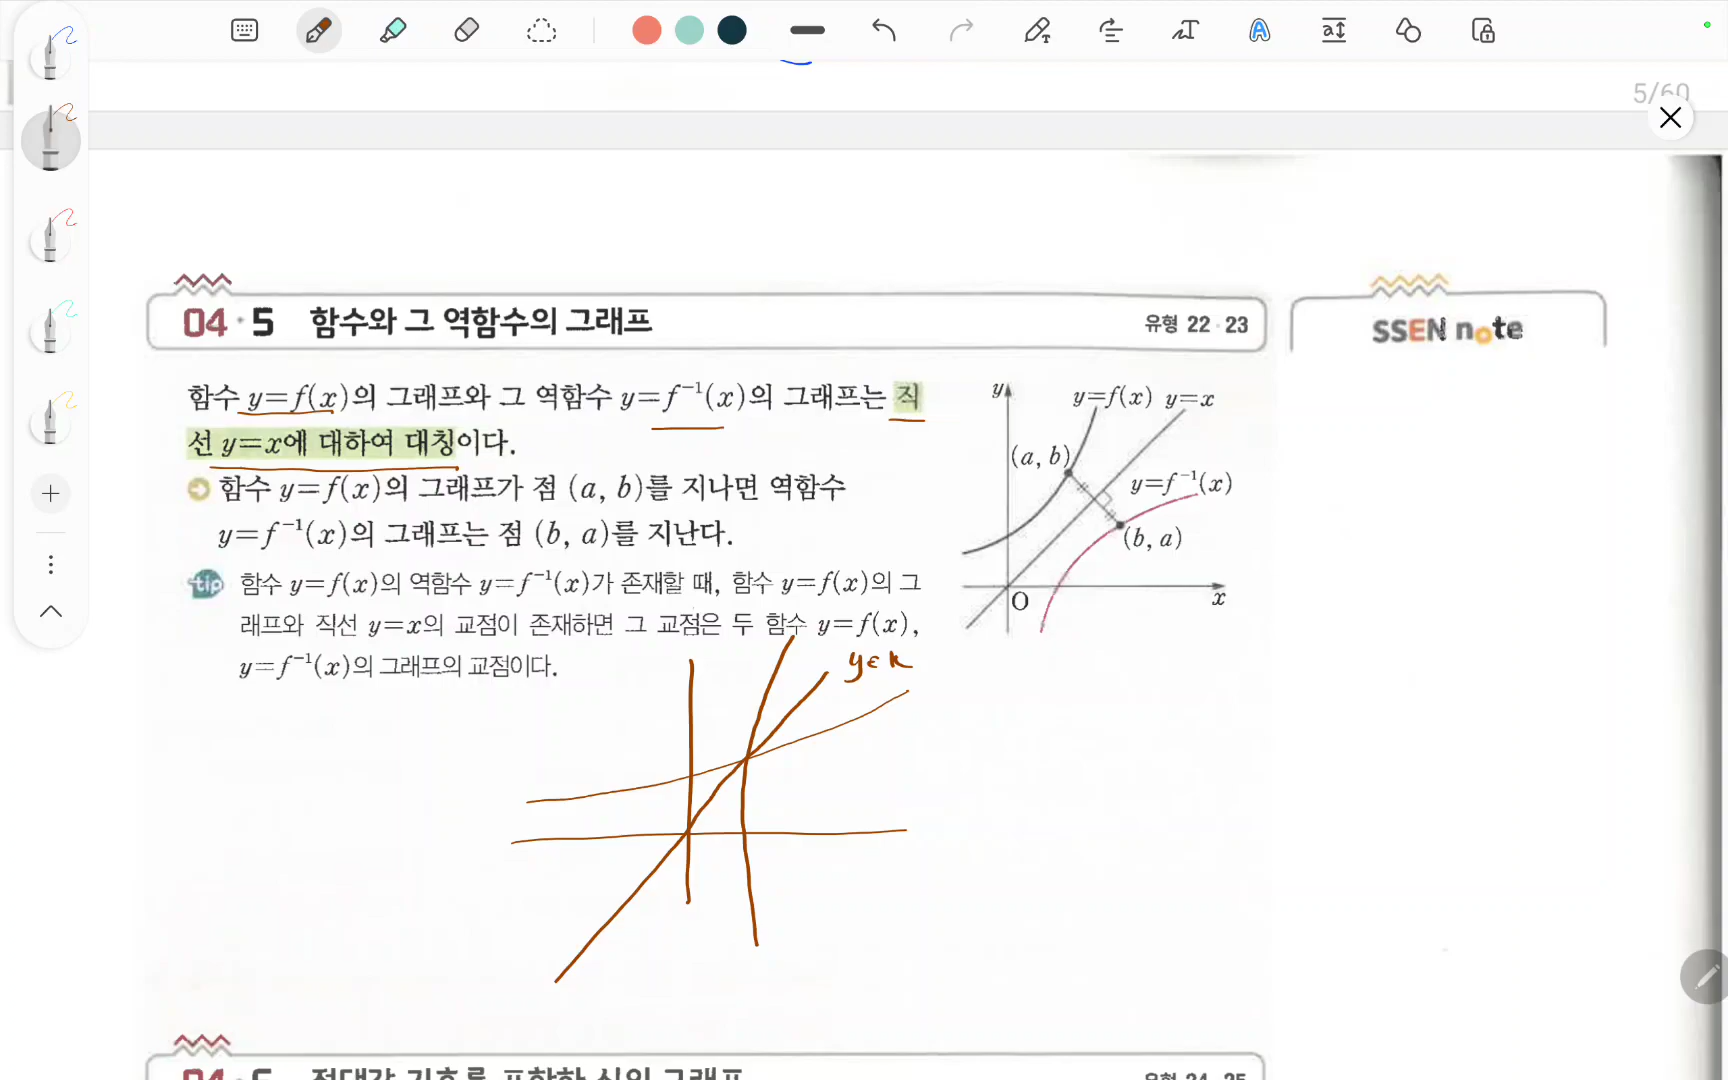 5/60
04·5 함수와 그 역함수의 그래프
유형 22·23
SSEN note
함수 y=f(x)의 그래프와 그 역함수 y=f⁻¹(x)의 그래프는 직
선 y=x에 대하여 대칭이다.
함수 y=f(x)의 그래프가 점 (a, b)를 지나면 역함수
y=f⁻¹(x)의 그래프는 점 (b, a)를 지난다.
tip 함수 y=f(x)의 역함수 y=f⁻¹(x)가 존재할 때, 함수 y=f(x)의 그
래프와 직선 y=x의 교점이 존재하면 그 교점은 두 함수 y=f(x),
y=f⁻¹(x)의 그래프의 교점이다.
y
y=f(x)
y=x
(a, b)
y=f⁻¹(x)
(b, a)
O
x